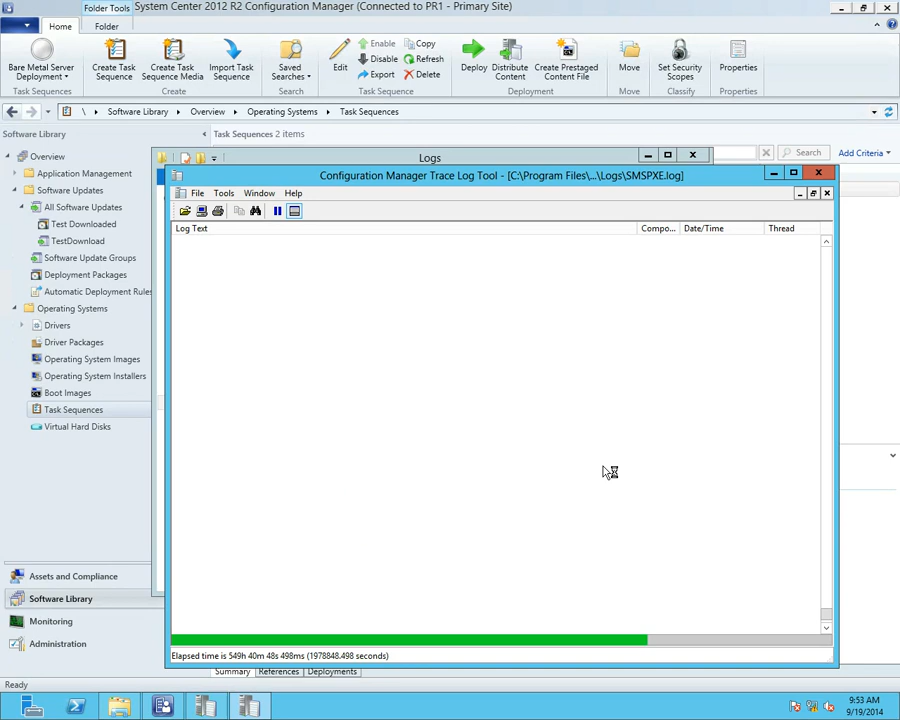 Folder Tools System Center 2012 R2 Configuration Manager (Connected to PR1 - Primary Site)
Home Folder
Bare Metal Server Deployment
Create Task Sequence
Create Task Sequence Media
Import Task Sequence
Saved Searches
Edit
Enable
Disable
Export
Copy
Refresh
Delete
Deploy
Distribute Content
Create Prestaged Content File
Move
Set Security Scopes
Properties
Task Sequences Create Search Task Sequence Deployment Move Classify Properties
\ Software Library Overview Operating Systems Task Sequences
Software Library
Task Sequences 2 items
Search Add Criteria
Overview
Application Management
Software Updates
All Software Updates
Test Downloaded
TestDownload
Software Update Groups
Deployment Packages
Automatic Deployment Rules
Operating Systems
Drivers
Driver Packages
Operating System Images
Operating System Installers
Boot Images
Task Sequences
Virtual Hard Disks
Assets and Compliance
Software Library
Monitoring
Administration
Logs
Configuration Manager Trace Log Tool - [C:\Program Files\...\Logs\SMSPXE.log]
File Tools Window Help
Log Text Compo... Date/Time Thread
Elapsed time is 549h 40m 48s 498ms (1978848.498 seconds)
Summary References Deployments
Ready
9:53 AM
9/19/2014